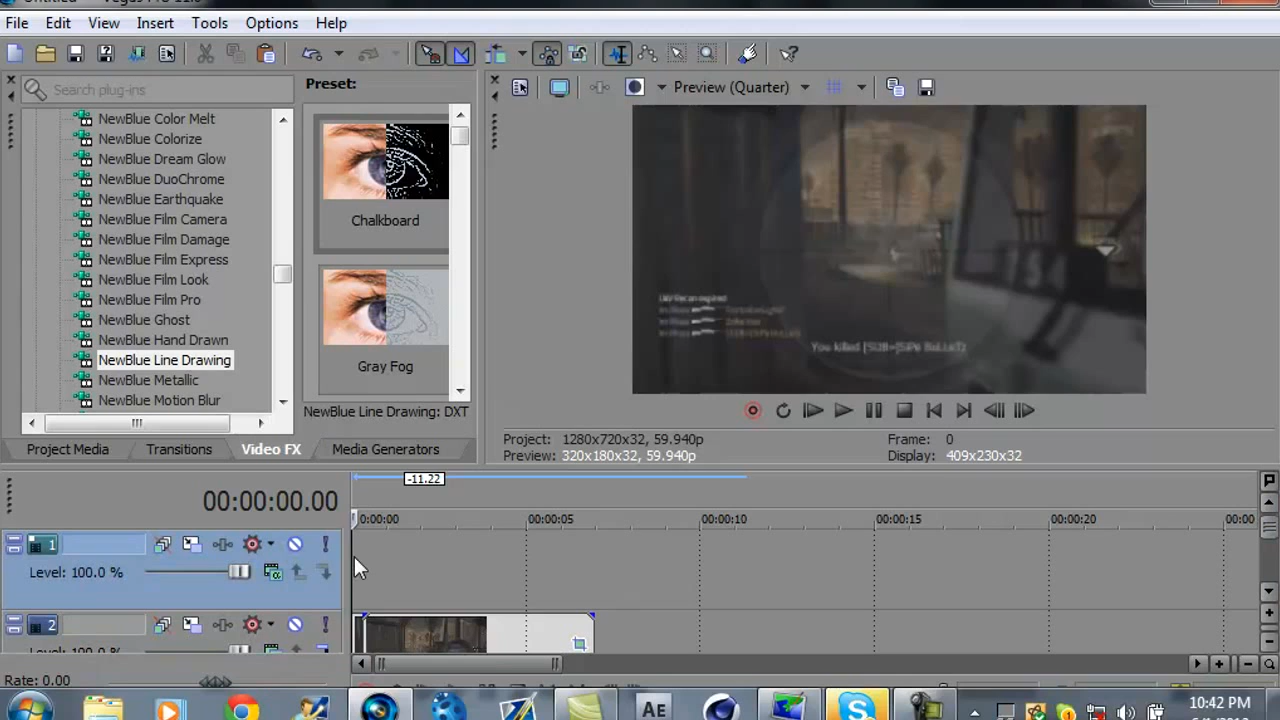 File Edit View Insert Tools Options Help
Search plug-ins
Preset:
Preview (Quarter)
NewBlue Color Melt
NewBlue Colorize
NewBlue Dream Glow
NewBlue DuoChrome
NewBlue Earthquake
NewBlue Film Camera
NewBlue Film Damage
NewBlue Film Express
NewBlue Film Look
NewBlue Film Pro
NewBlue Ghost
NewBlue Hand Drawn
NewBlue Line Drawing
NewBlue Metallic
NewBlue Motion Blur
Chalkboard
Gray Fog
NewBlue Line Drawing: DXT
You killed
Project Media Transitions Video FX Media Generators
Project: 1280x720x32, 59.940p Frame: 0
Preview: 320x180x32, 59.940p Display: 409x230x32
-11.22
00:00:00.00
0:00:00 00:00:05 00:00:10 00:00:15 00:00:20 00:00
1
Level: 100.0 %
2
Rate: 0.00
Ae
10:42 PM